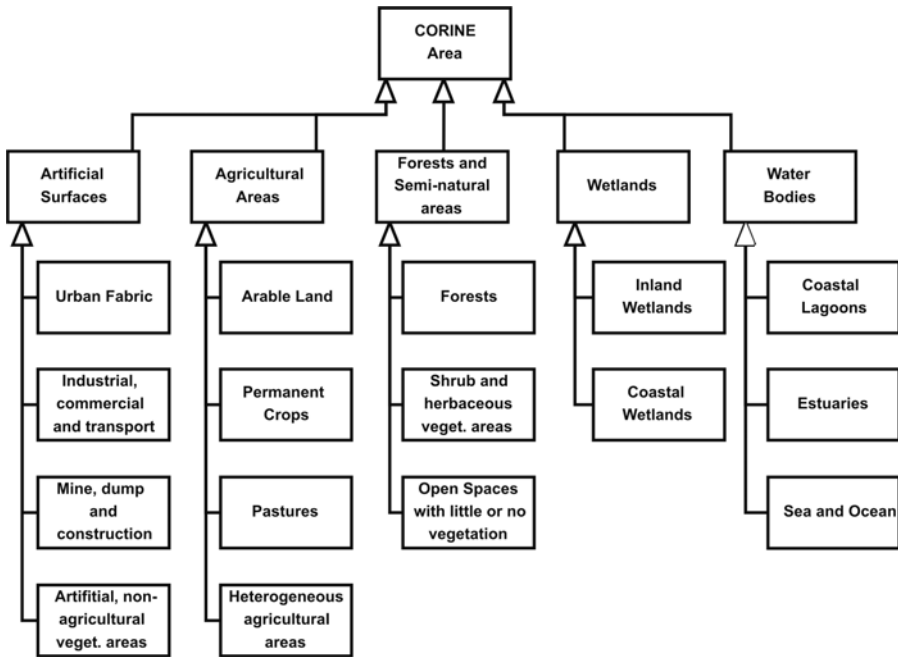 CORINE
Area
Artificial
Surfaces
Agricultural
Areas
Forests and
Semi-natural
areas
Wetlands
Water
Bodies
Urban Fabric
Industrial,
commercial
and transport
Mine, dump
and
construction
Artifitial, non-
agricultural
veget. areas
Arable Land
Permanent
Crops
Pastures
Heterogeneous
agricultural
areas
Forests
Shrub and
herbaceous
veget. areas
Open Spaces
with little or no
vegetation
Inland
Wetlands
Coastal
Wetlands
Coastal
Lagoons
Estuaries
Sea and Ocean